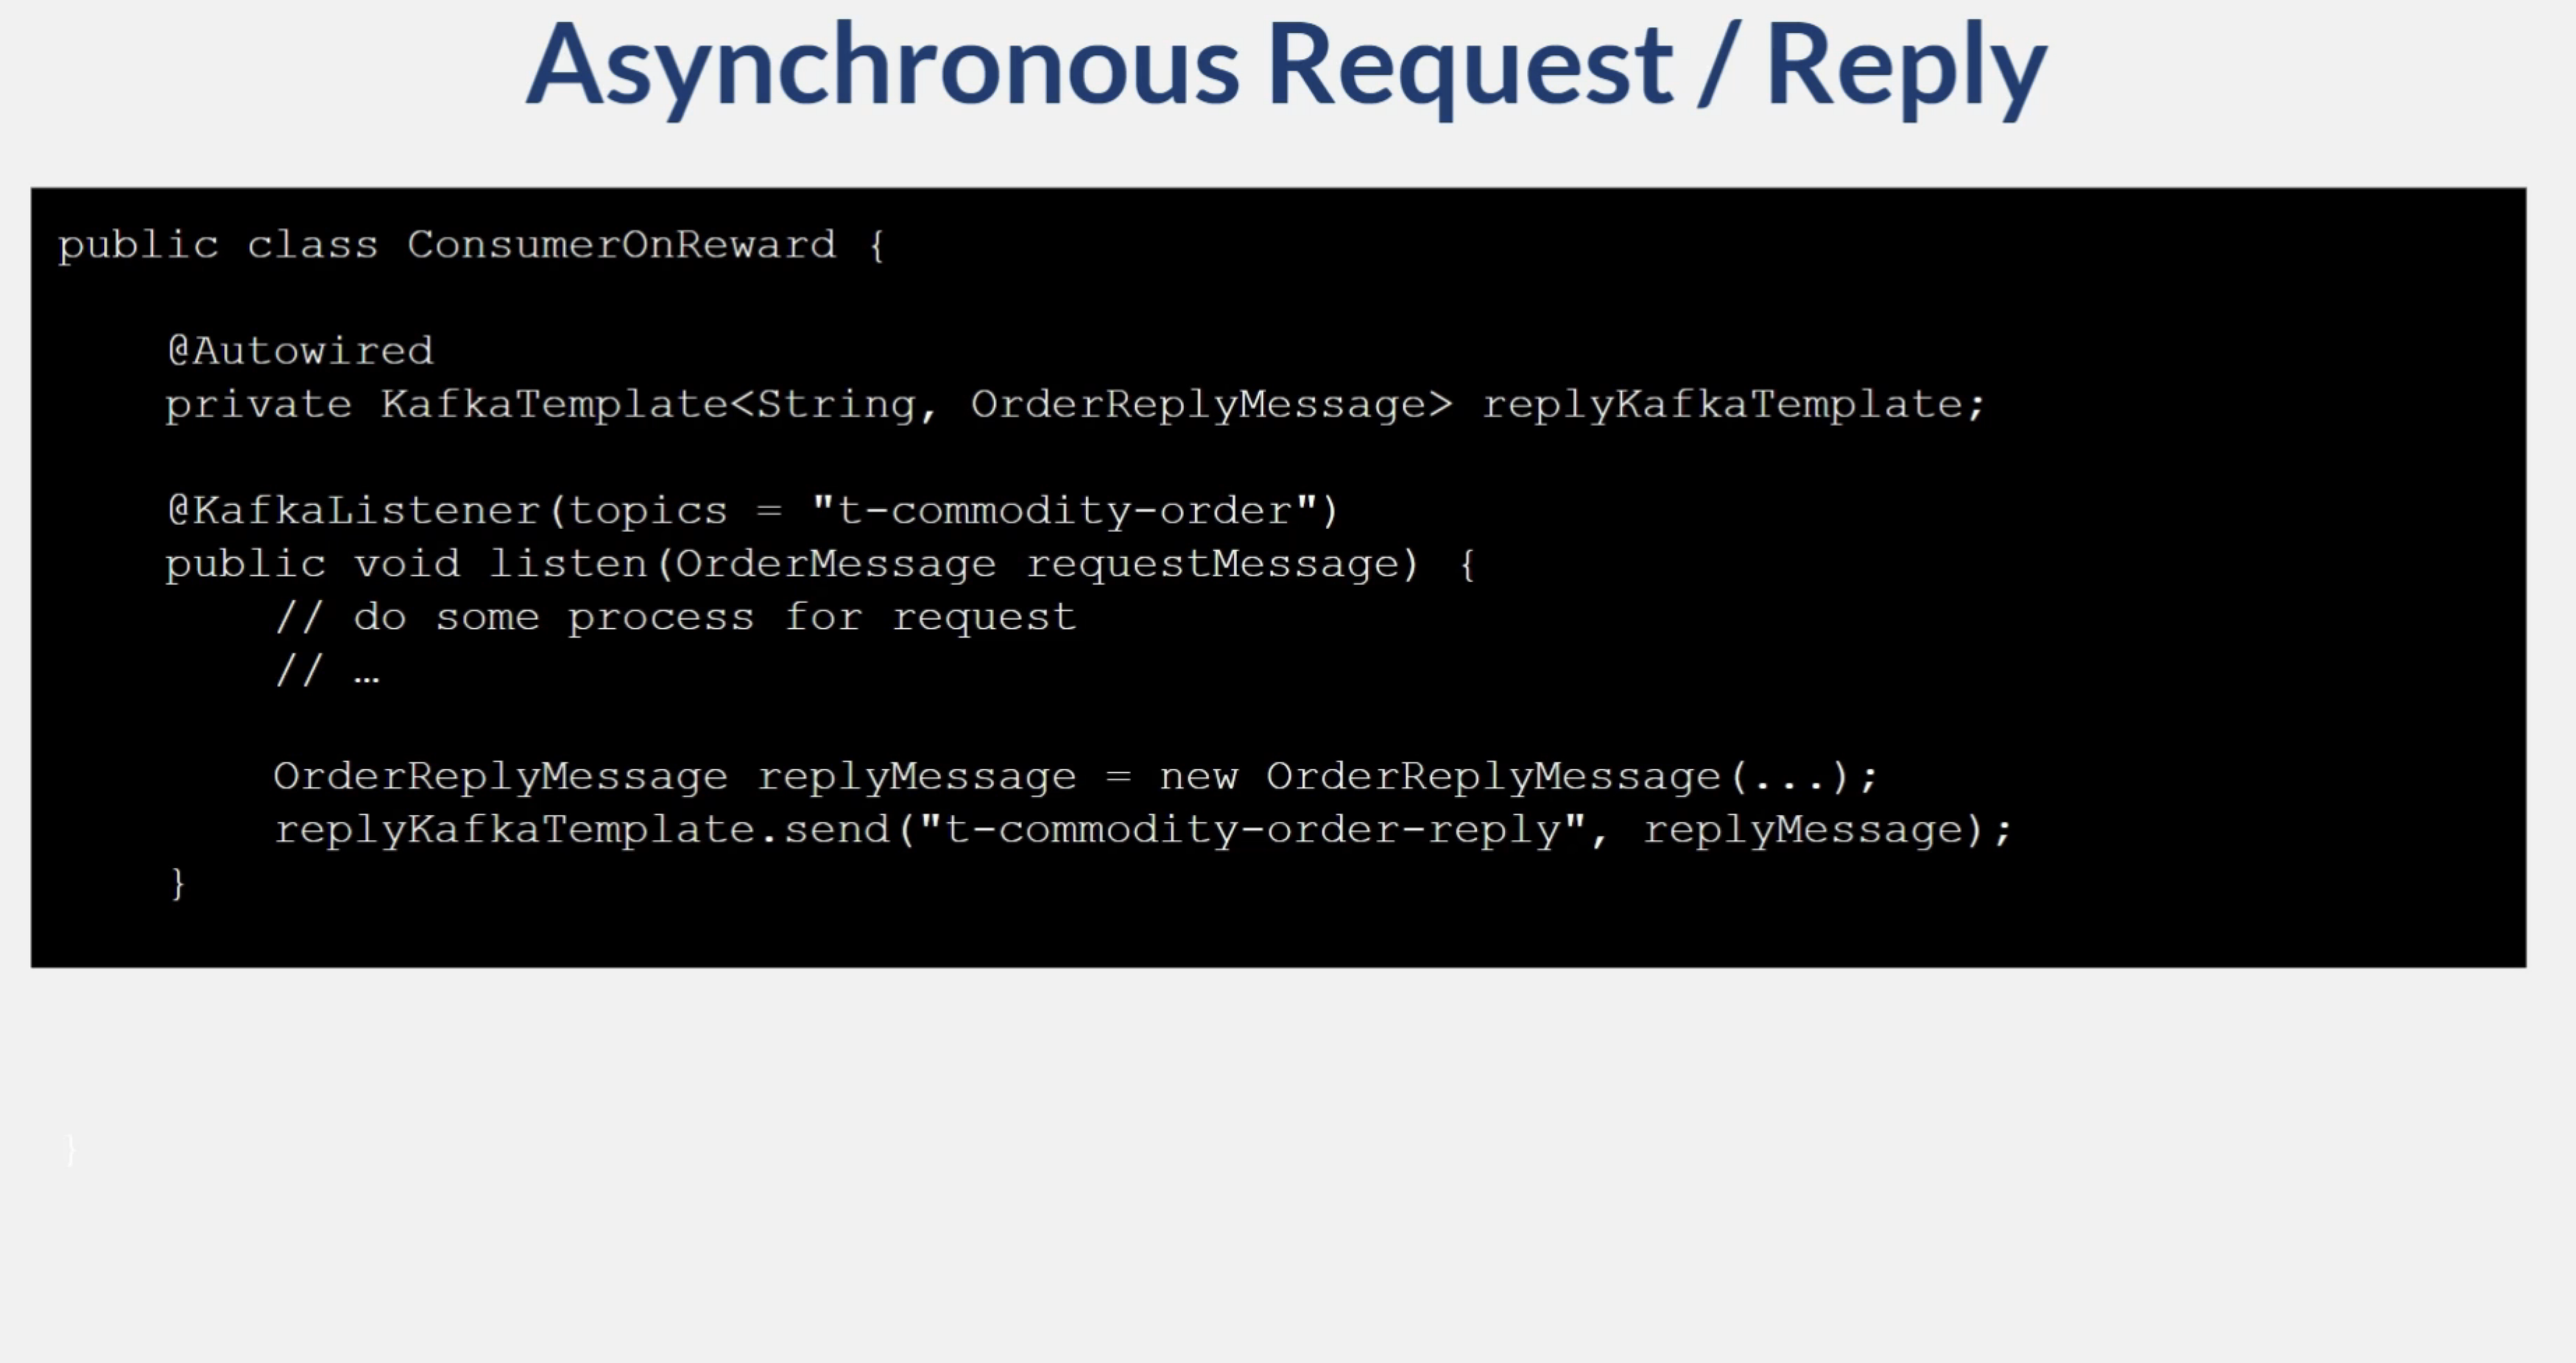 Asynchronous Request / Reply
public class ConsumerOnReward {
@Autowired
private KafkaTemplate<String, OrderReplyMessage> replyKafkaTemplate;
@KafkaListener(topics = "t-commodity-order")
public void listen(OrderMessage requestMessage) {
// do some process for request
// …
OrderReplyMessage replyMessage = new OrderReplyMessage(...);
replyKafkaTemplate.send("t-commodity-order-reply", replyMessage);
}
}